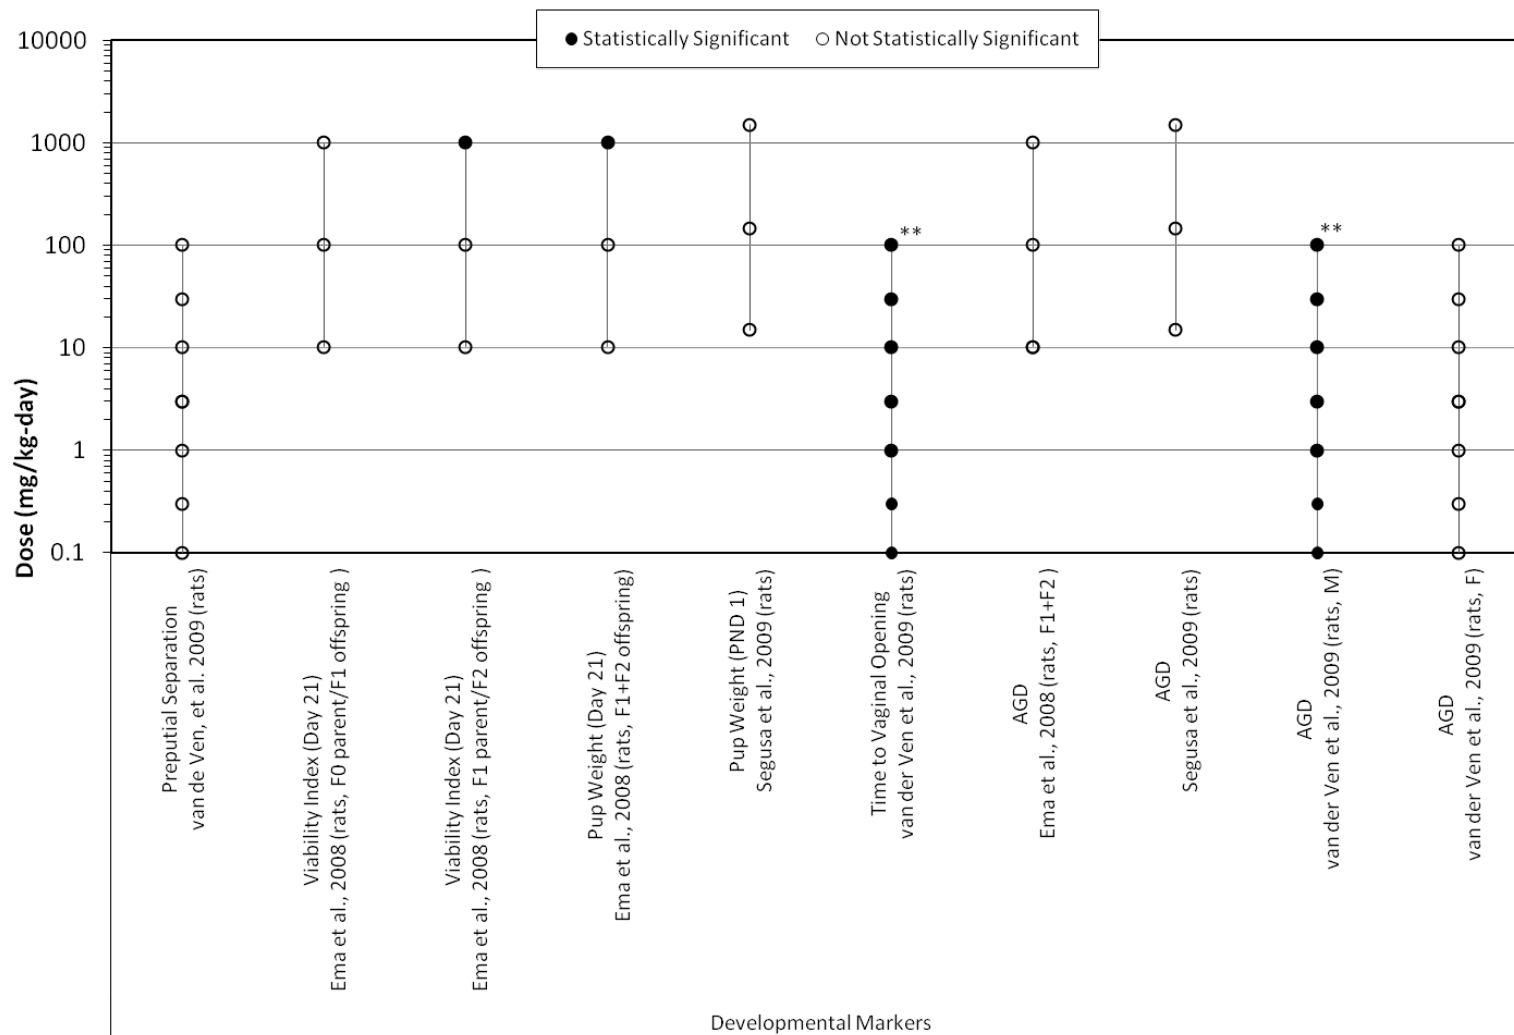 Statistically Significant
Not Statistically Significant
10000
1000
100
10
1
0.1
Dose (mg/kg-day)
**
**
Preputial Separation
van de Ven, et al. 2009 (rats)
Viability Index (Day 21)
Ema et al., 2008 (rats, F0 parent/F1 offspring )
Viability Index (Day 21)
Ema et al., 2008 (rats, F1 parent/F2 offspring )
Pup Weight (Day 21)
Ema et al., 2008 (rats, F1+F2 offspring)
Pup Weight (PND 1)
Segusa et al., 2009 (rats)
Time to Vaginal Opening
van der Ven et al., 2009 (rats)
AGD
Ema et al., 2008 (rats, F1+F2 )
AGD
Segusa et al., 2009 (rats)
AGD
van der Ven et al., 2009 (rats, M)
AGD
van der Ven et al., 2009 (rats, F)
Developmental Markers